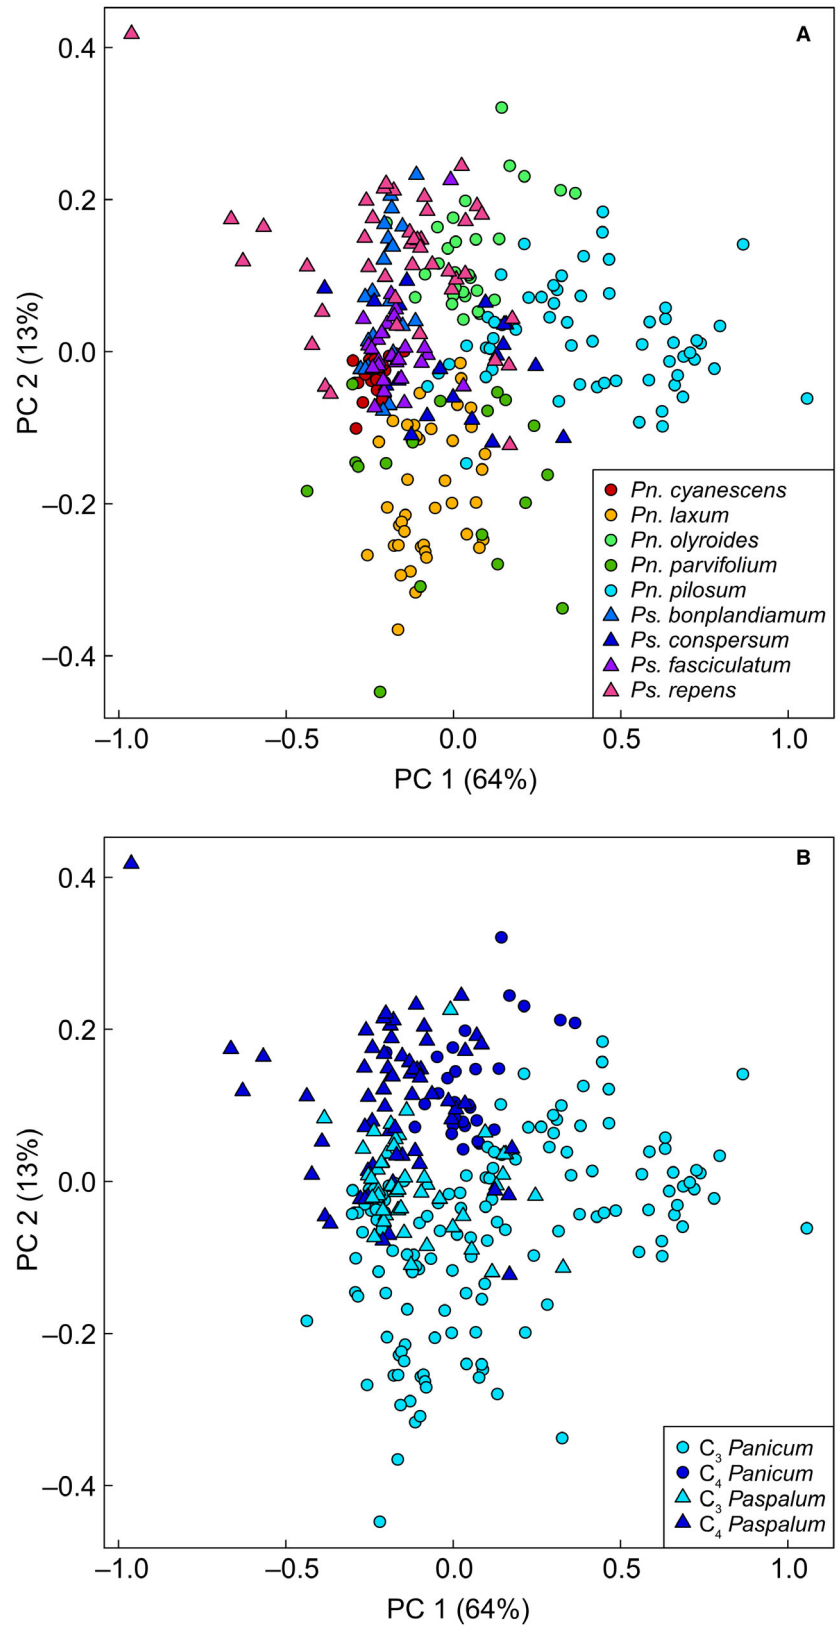 A
0.4
0.2
0.0
–0.2
–0.4
PC 2 (13%)
Pn. cyanescens
Pn. laxum
Pn. olyroides
Pn. parvifolium
Pn. pilosum
Ps. bonplandiamum
Ps. conspersum
Ps. fasciculatum
Ps. repens
–1.0 –0.5 0.0 0.5 1.0
PC 1 (64%)
B
0.4
0.2
0.0
–0.2
–0.4
PC 2 (13%)
C3 Panicum
C4 Panicum
C3 Paspalum
C4 Paspalum
–1.0 –0.5 0.0 0.5 1.0
PC 1 (64%)